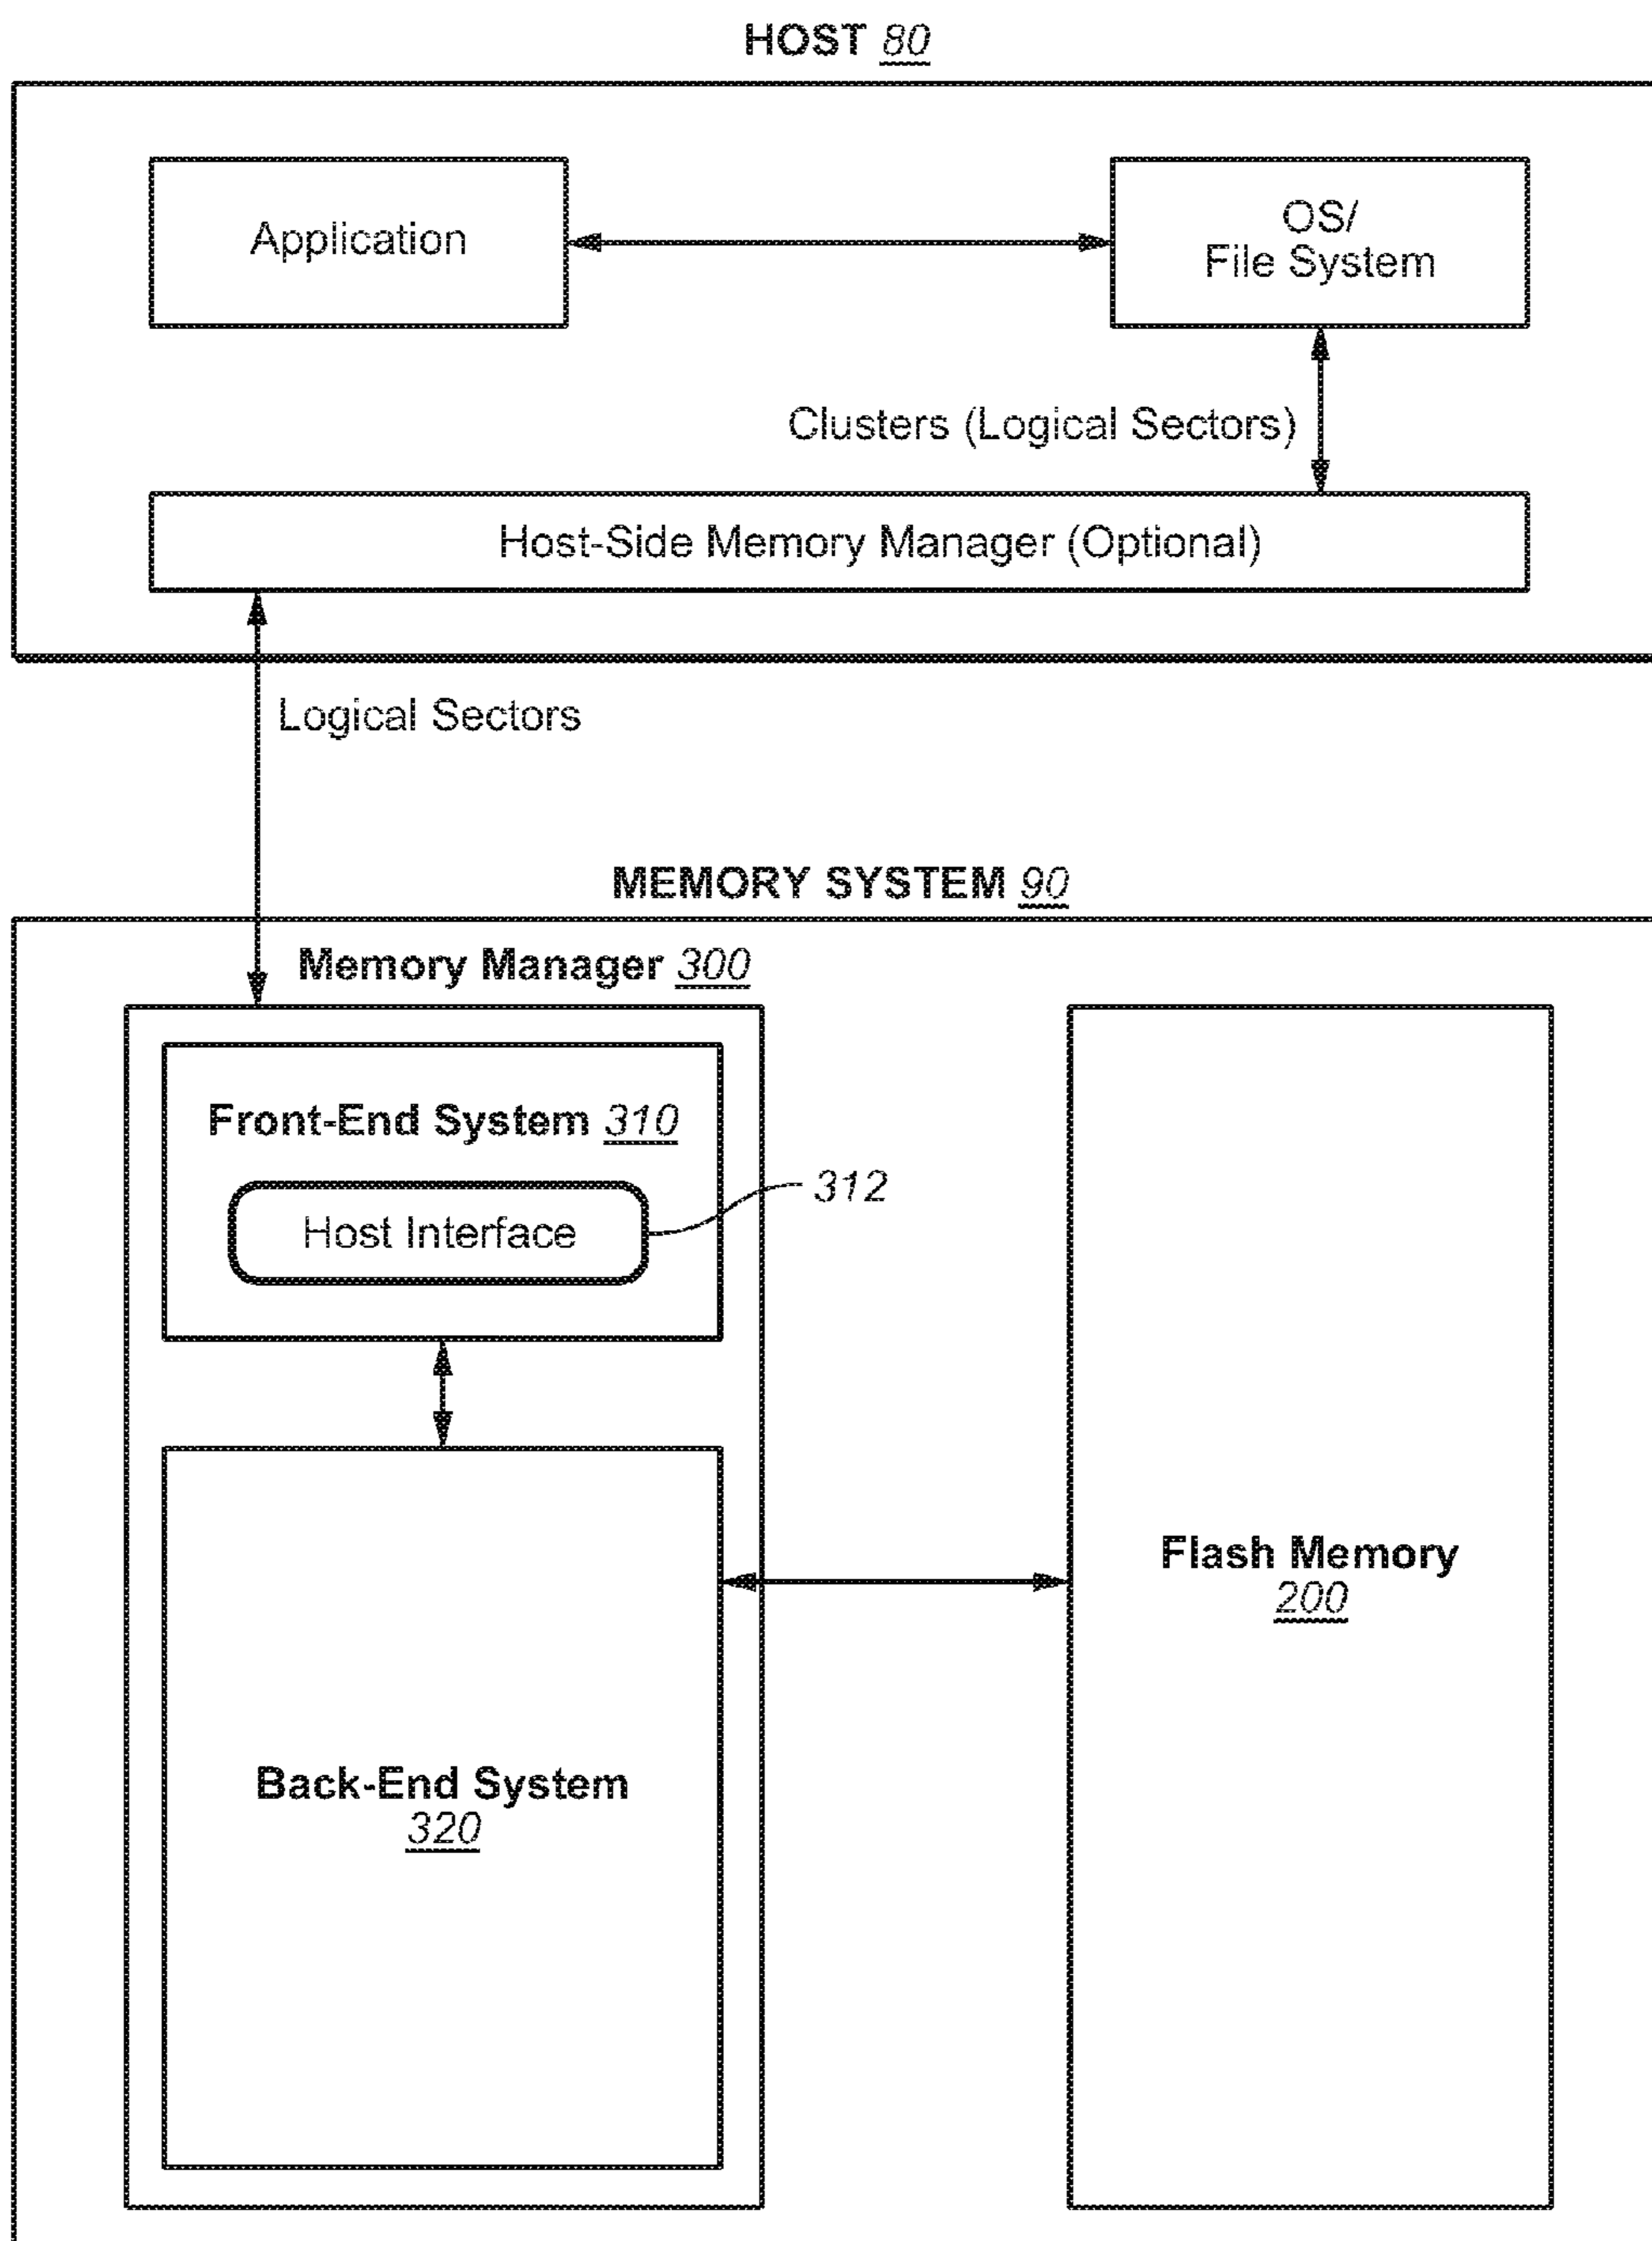 HOST 80
Application
OS/
File System
Clusters (Logical Sectors)
Host-Side Memory Manager (Optional)
Logical Sectors
MEMORY SYSTEM 90
Memory Manager 300
Front-End System 310
312
Host Interface
Flash Memory
200
Back-End System
320